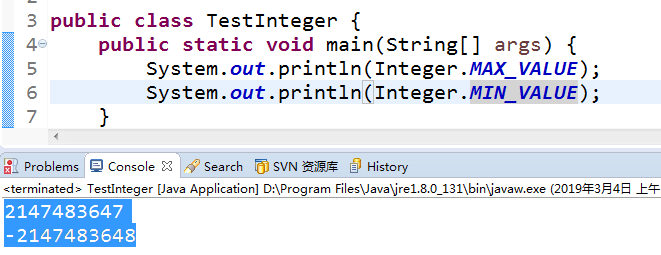 3 public class TestInteger {
4 public static void main(String[] args) {
5 System.out.println(Integer.MAX_VALUE);
6 System.out.println(Integer.MIN_VALUE);
7 }
Problems Console Search SVN 资源库 History
<terminated> TestInteger [Java Application] D:\Program Files\Java\jre1.8.0_131\bin\javaw.exe (2019年3月4日 上午
2147483647
-2147483648